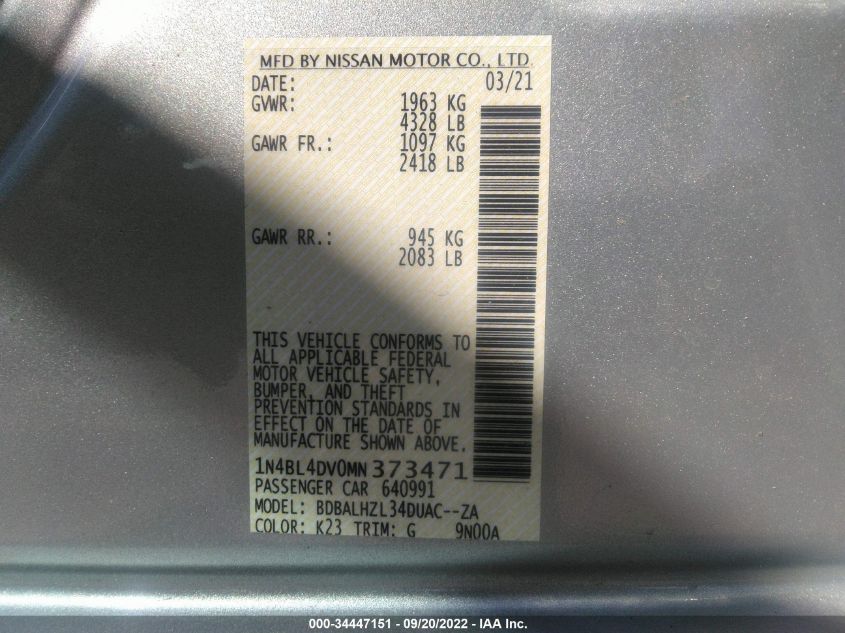 MFD BY NISSAN MOTOR CO., LTD
DATE: 03/21
GVWR: 1963 KG
4328 LB
GAWR FR.: 1097 KG
2418 LB
GAWR RR.: 945 KG
2083 LB
THIS VEHICLE CONFORMS TO
ALL APPLICABLE FEDERAL
MOTOR VEHICLE SAFETY,
BUMPER, AND THEFT
PREVENTION STANDARDS IN
EFFECT ON THE DATE OF
MANUFACTURE SHOWN ABOVE.
1N4BL4DV0MN373471
PASSENGER CAR 640991
MODEL: BDBALHZL34DUAC--ZA
COLOR: K23 TRIM: G 9N00A
000-34447151 - 09/20/2022 - IAA Inc.